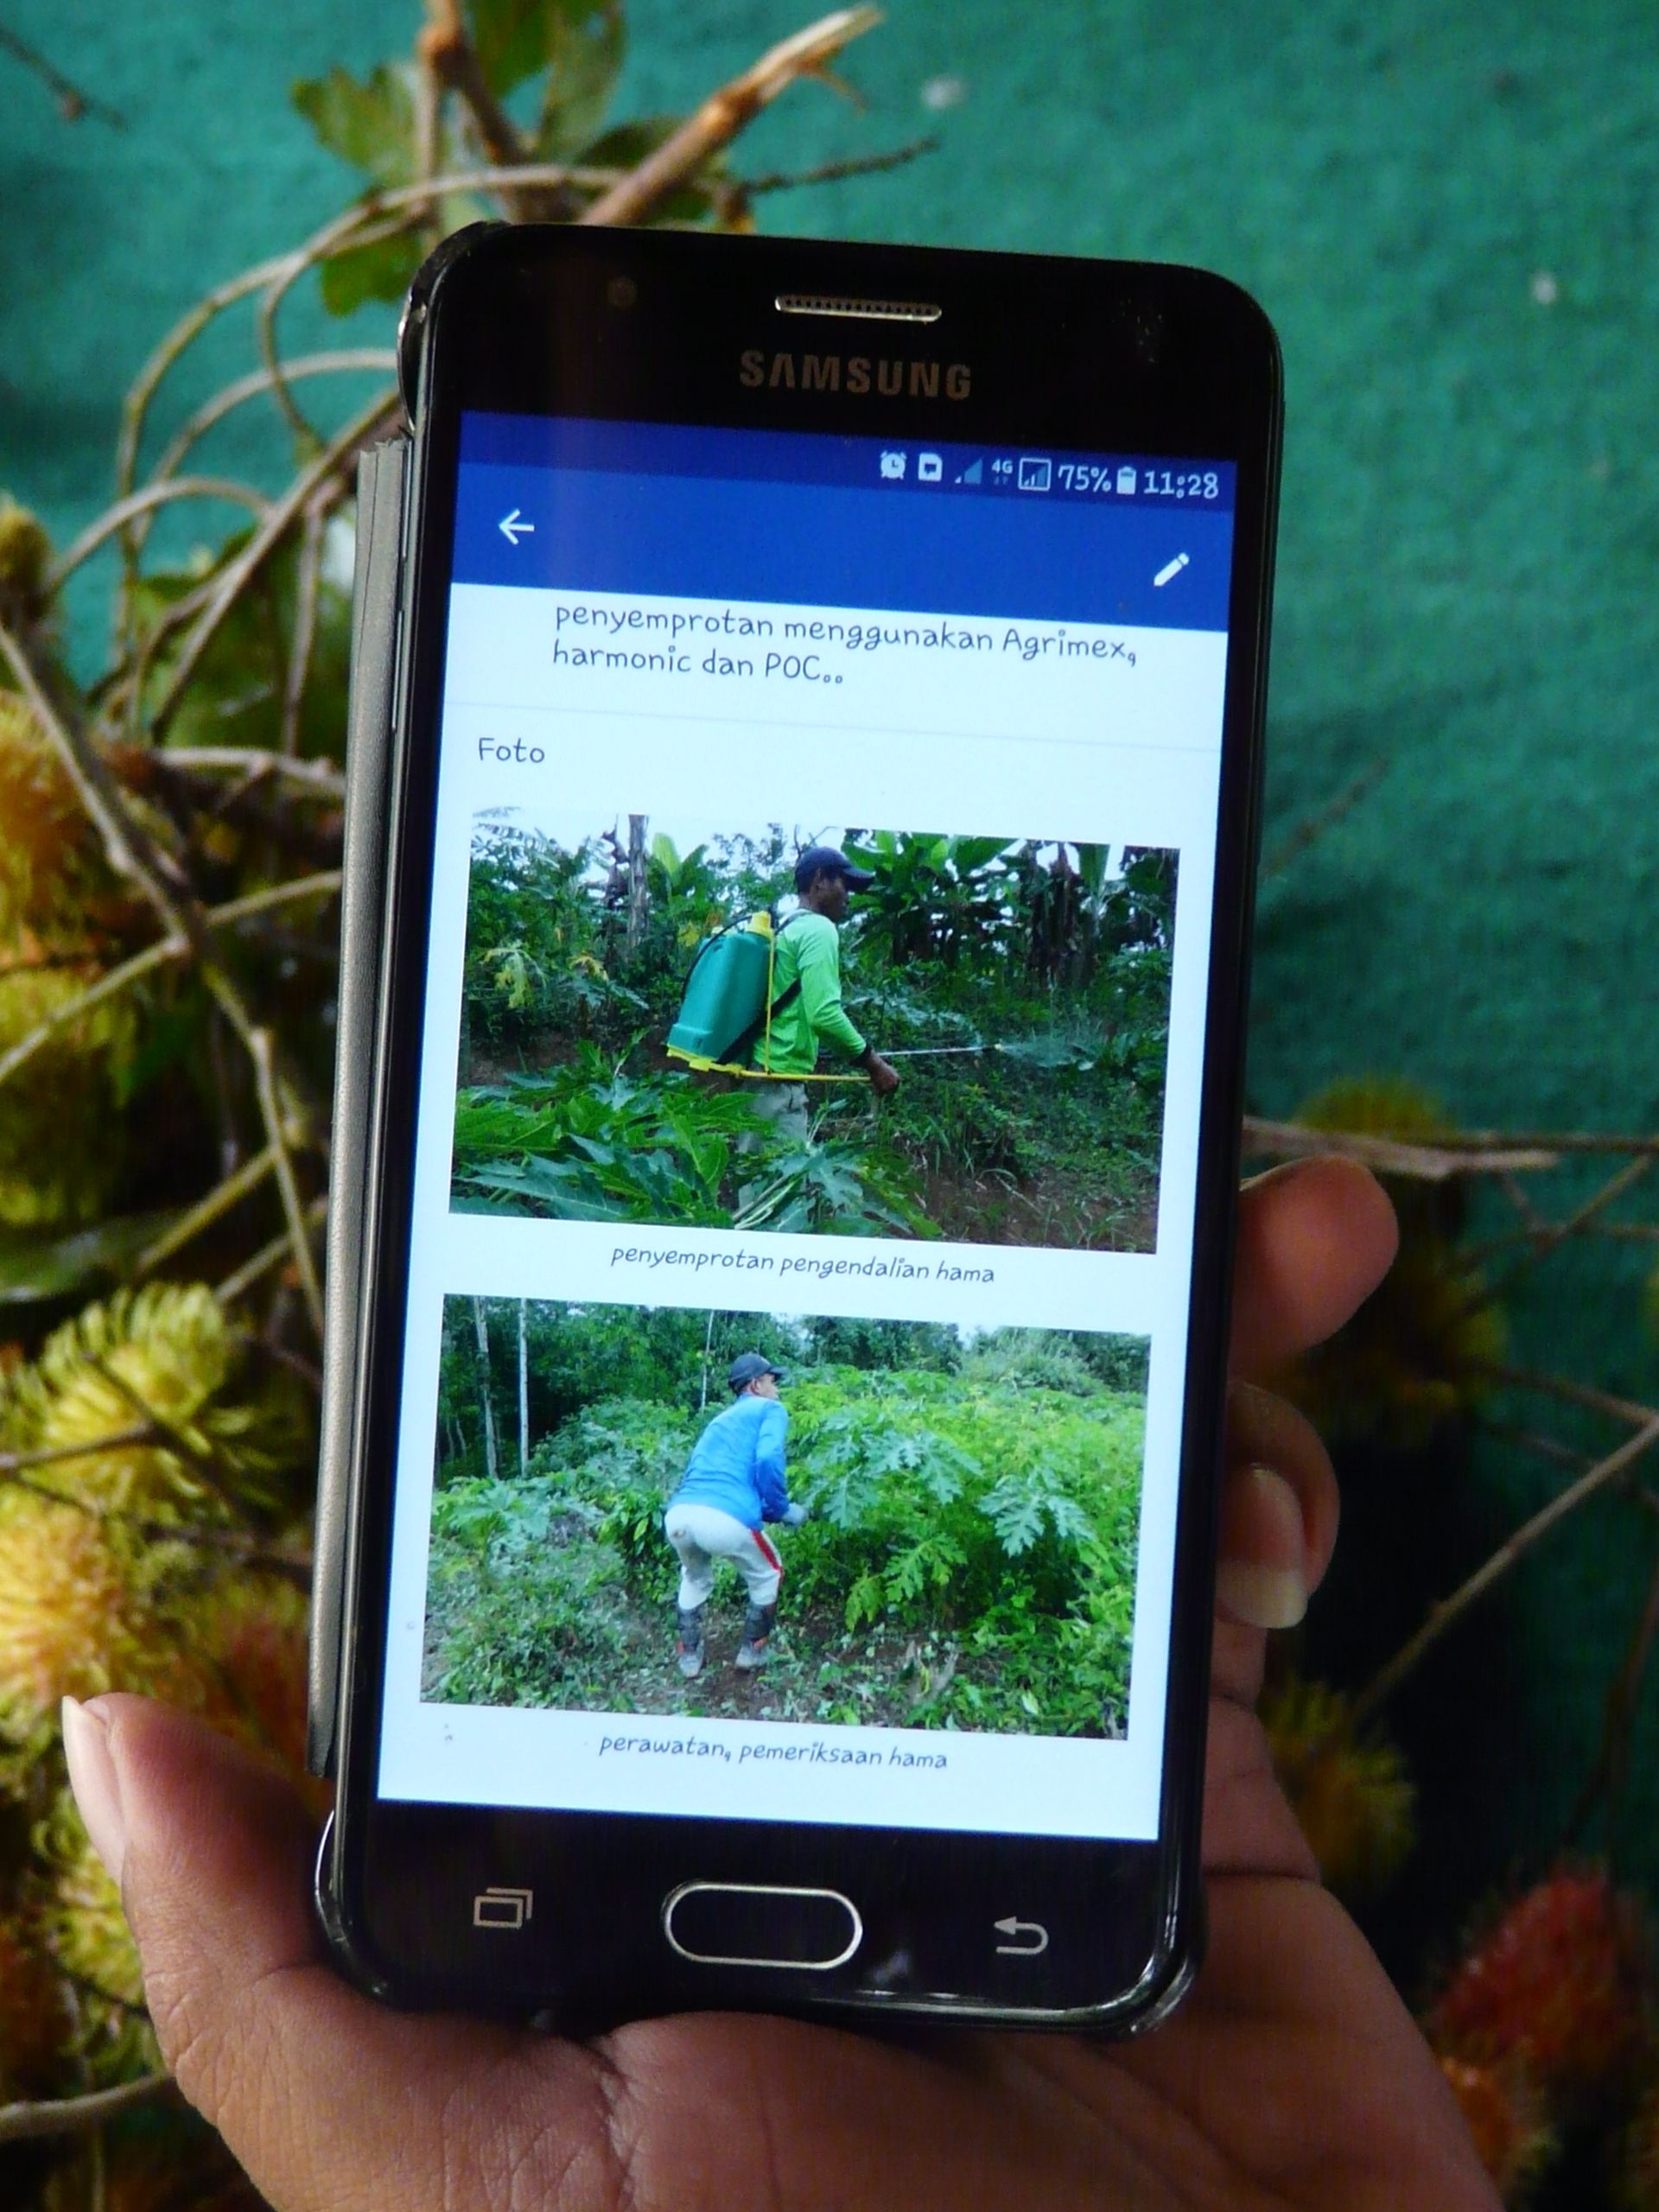 SAMSUNG
4G 75% 11:28
penyemprotan menggunakan Agrimex,
harmonic dan POC..
Foto
penyemprotan pengendalian hama
perawatan, pemeriksaan hama